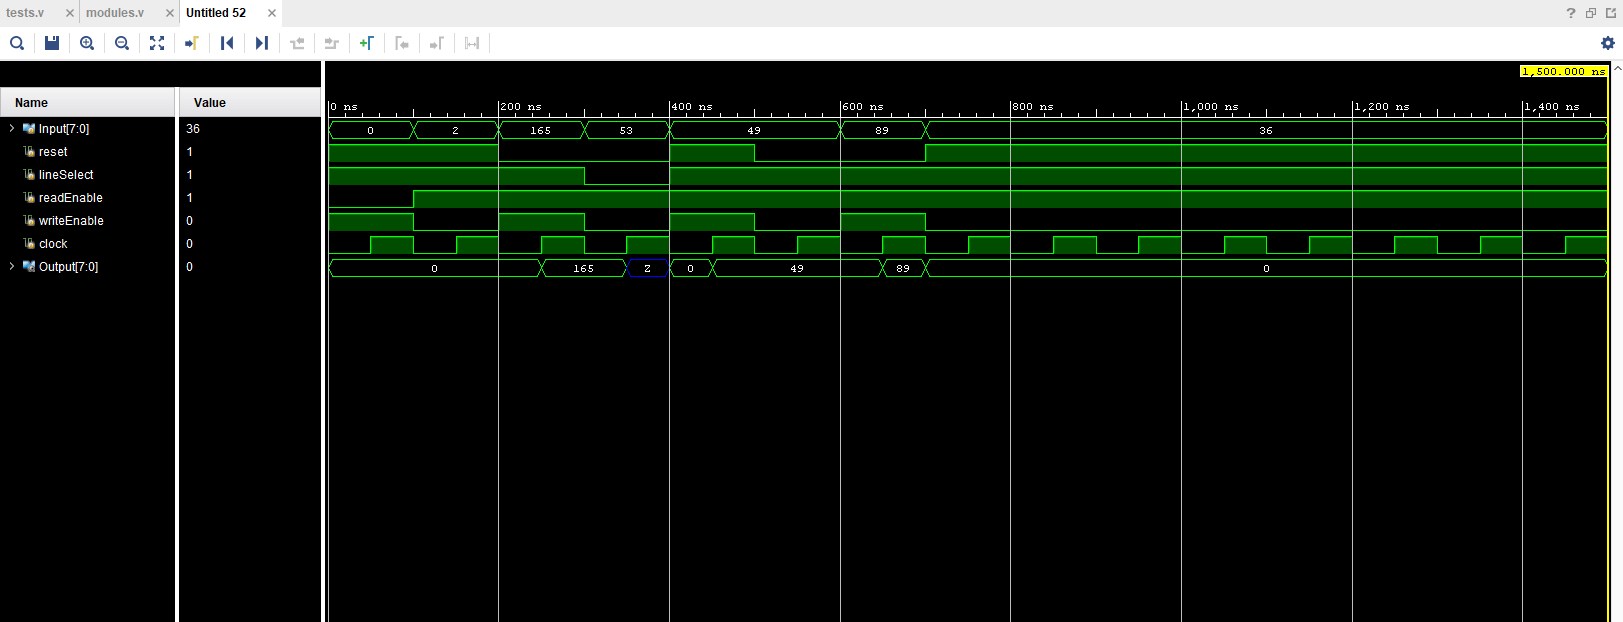 tests.v × modules.v × Untitled 52 ×
?
1,500.000 ns
Name Value
0 ns 200 ns 400 ns 600 ns 800 ns 1,000 ns 1,200 ns 1,400 ns
Input[7:0] 36 0 2 165 53 49 89 36
reset 1
lineSelect 1
readEnable 1
writeEnable 0
clock 0
Output[7:0] 0 0 165 Z 0 49 89 0